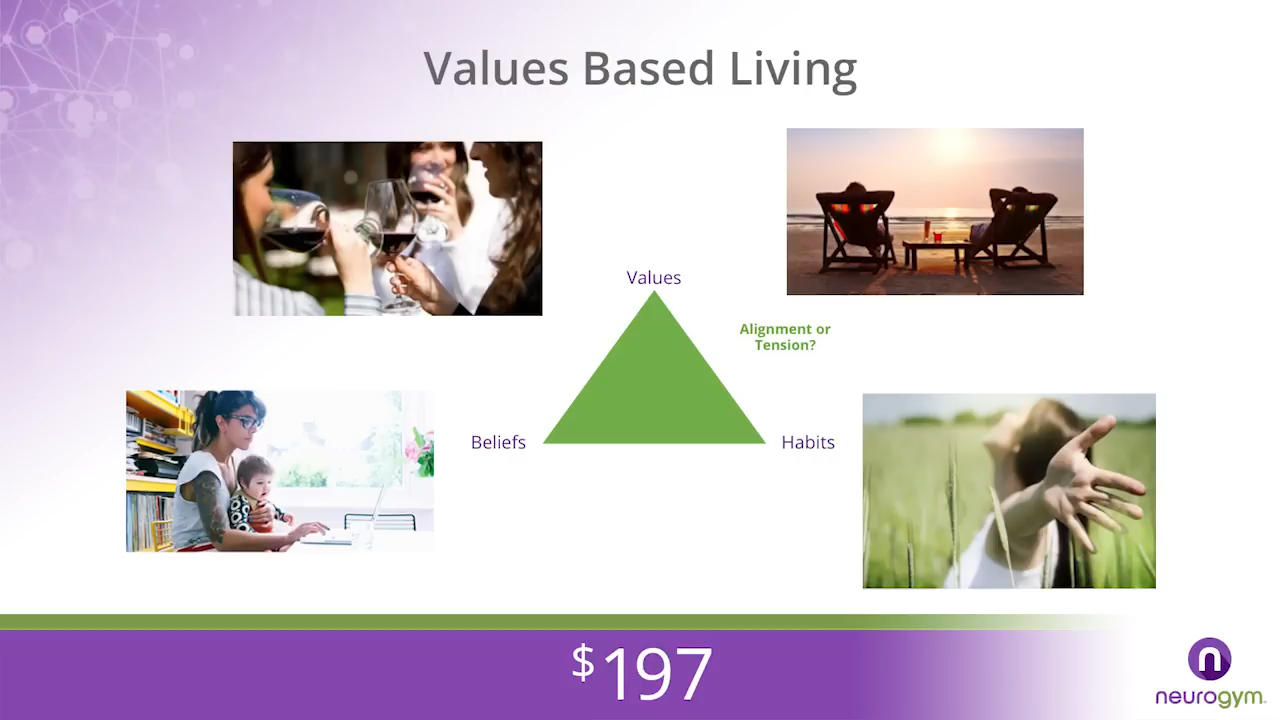 Values Based Living
Values
Alignment or
Tension?
Beliefs
Habits
$197
n
neurogym.